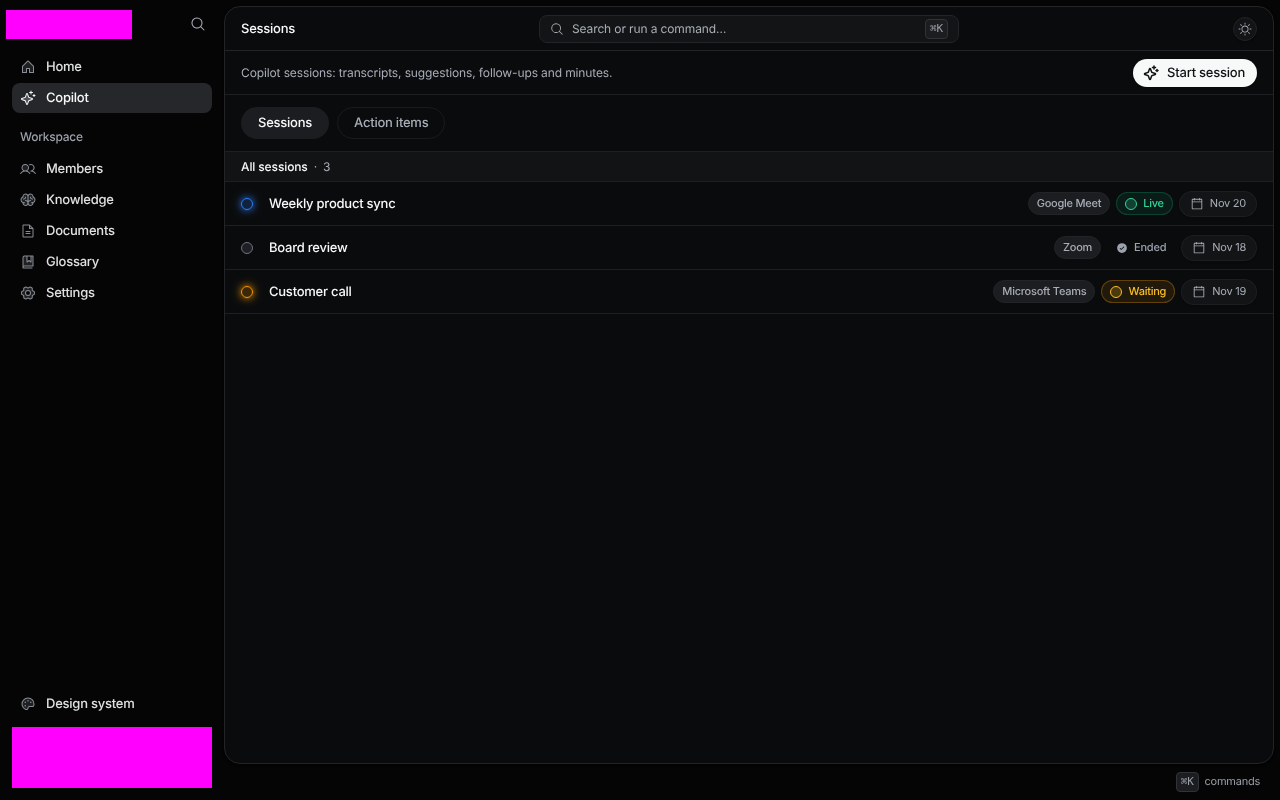 Home
Copilot
Workspace
Members
Knowledge
Documents
Glossary
Settings
Design system
Sessions
Search or run a command...
⌘K
Copilot sessions: transcripts, suggestions, follow-ups and minutes.
Start session
Sessions
Action items
All sessions · 3
Weekly product sync
Google Meet
Live
Nov 20
Board review
Zoom
Ended
Nov 18
Customer call
Microsoft Teams
Waiting
Nov 19
⌘K commands